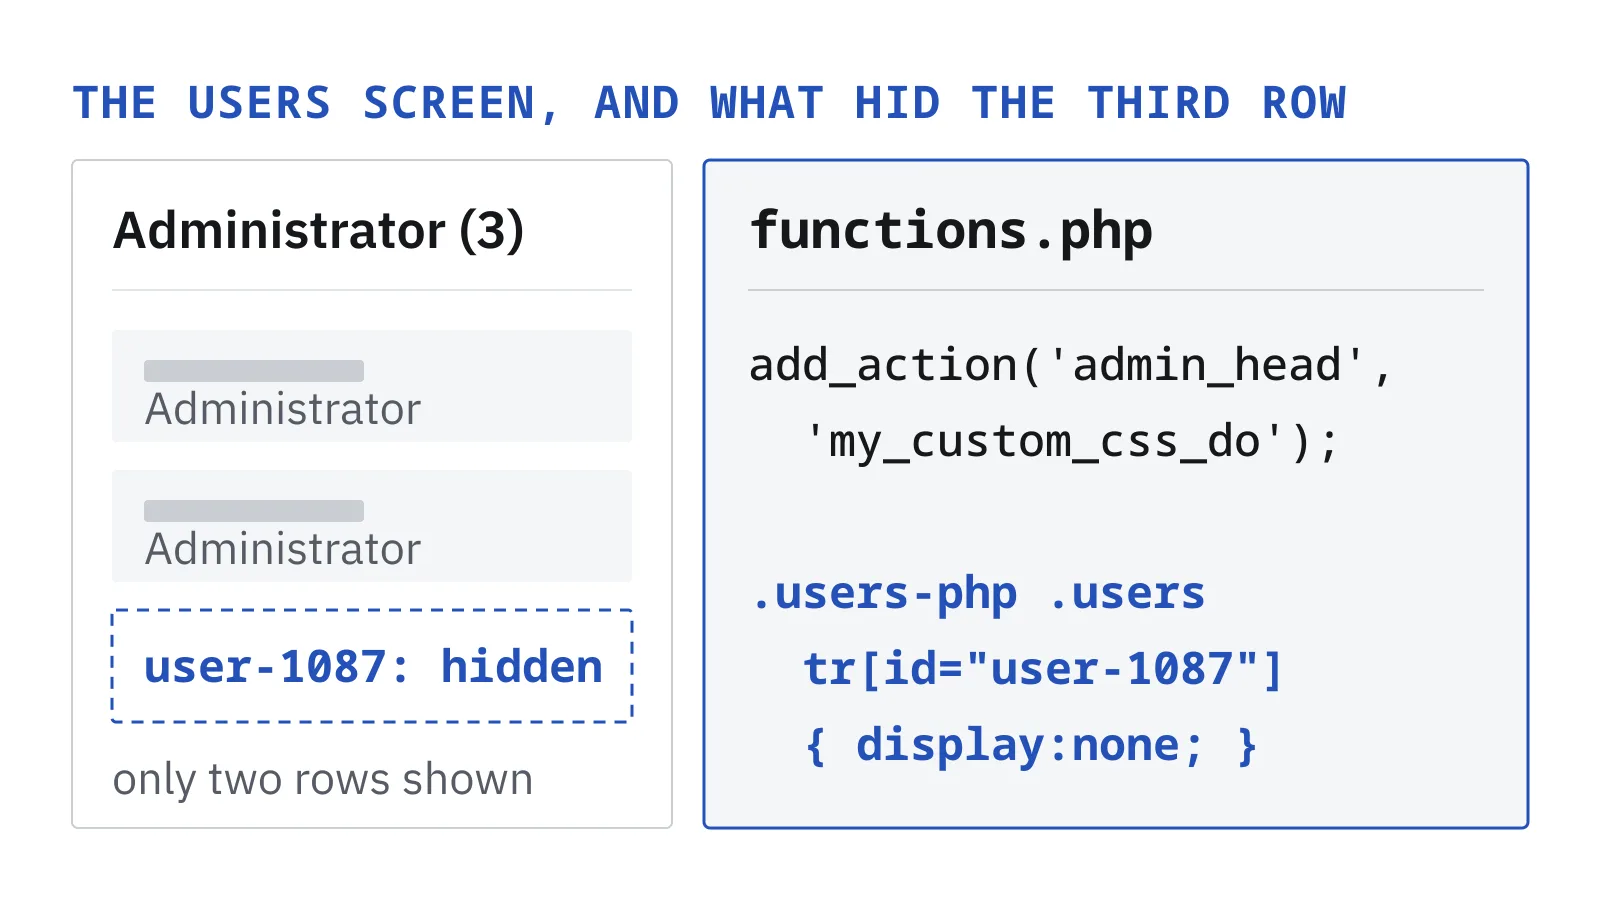 THE USERS SCREEN, AND WHAT HID THE THIRD ROW
Administrator (3)
Administrator
Administrator
user-1087: hidden
only two rows shown
functions.php
add_action('admin_head',
'my_custom_css_do');
.users-php .users
tr[id="user-1087"]
{ display:none; }